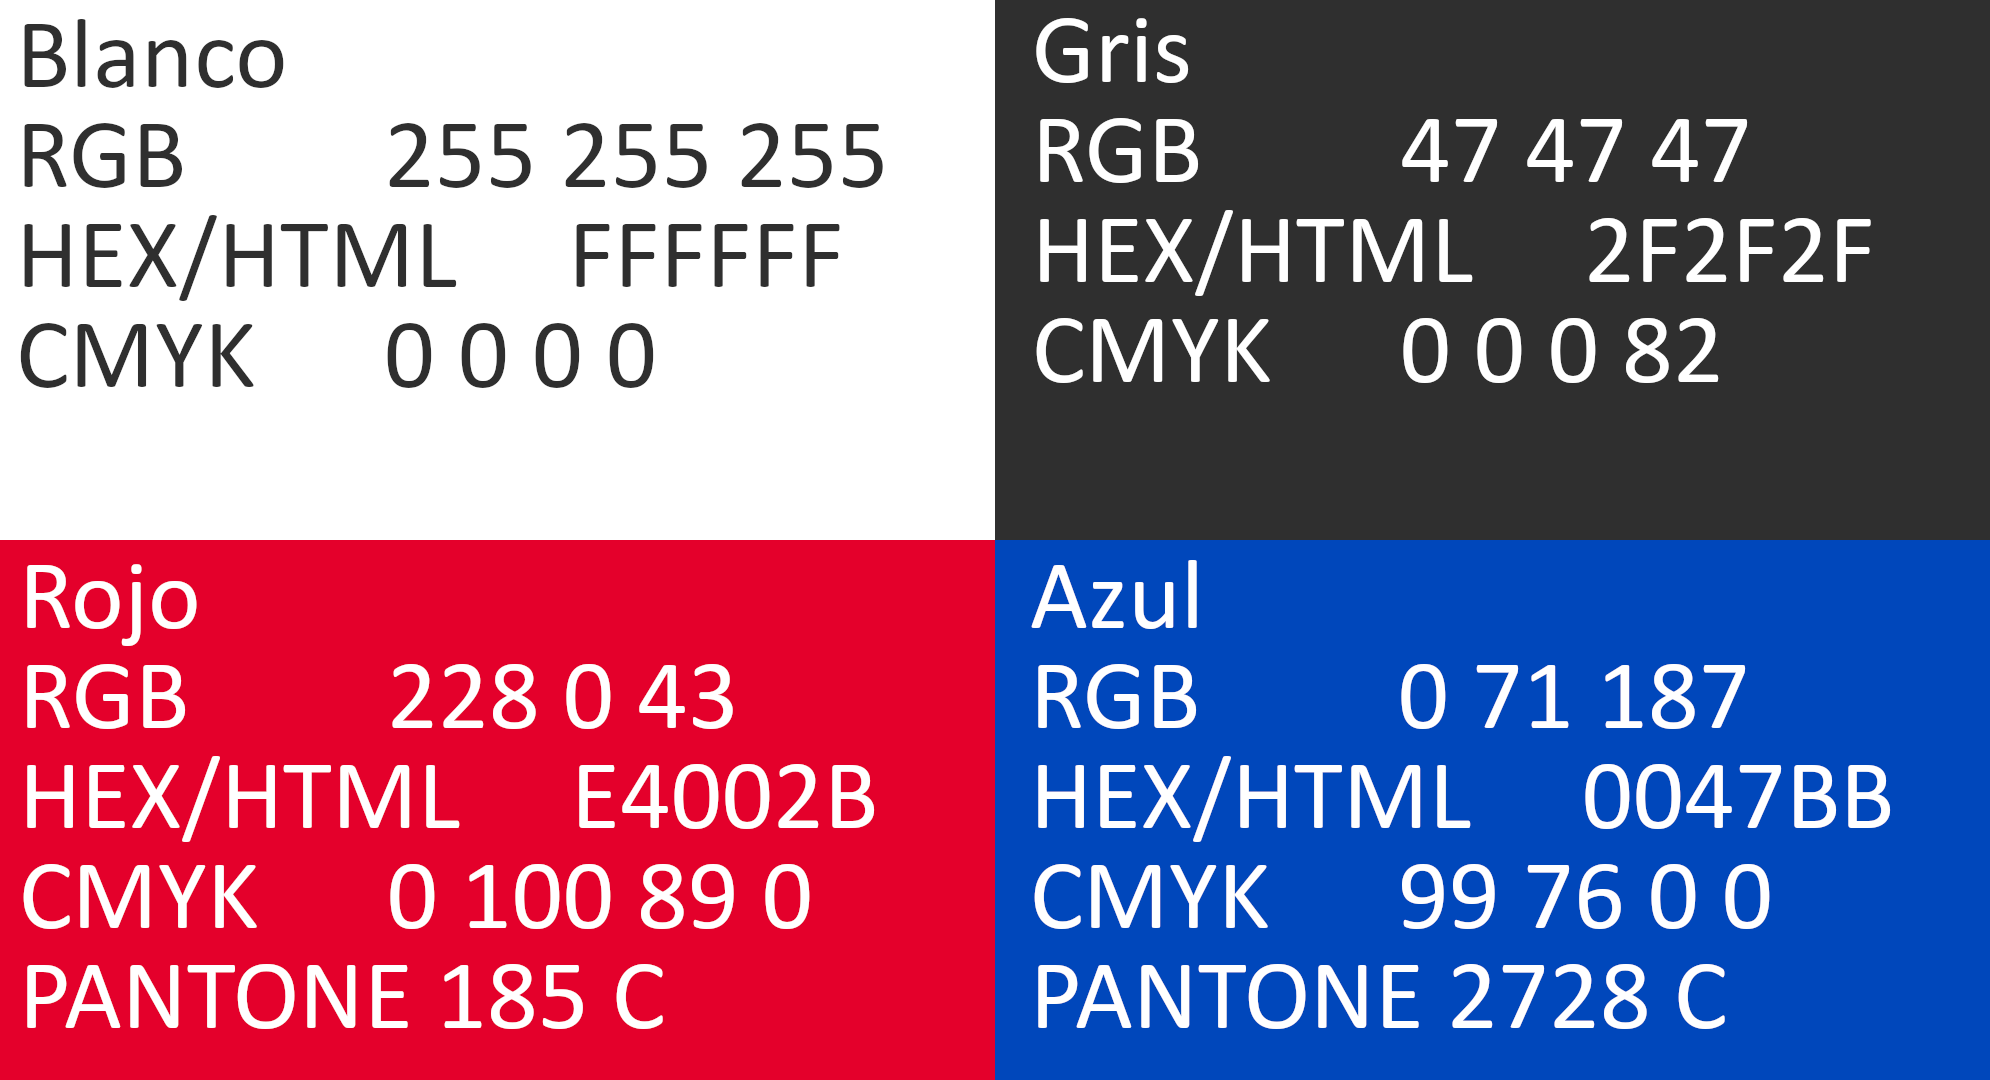 Blanco
RGB 255 255 255
HEX/HTML FFFFFF
CMYK 0 0 0 0
Gris
RGB 47 47 47
HEX/HTML 2F2F2F
CMYK 0 0 0 82
Rojo
RGB 228 0 43
HEX/HTML E4002B
CMYK 0 100 89 0
PANTONE 185 C
Azul
RGB 0 71 187
HEX/HTML 0047BB
CMYK 99 76 0 0
PANTONE 2728 C